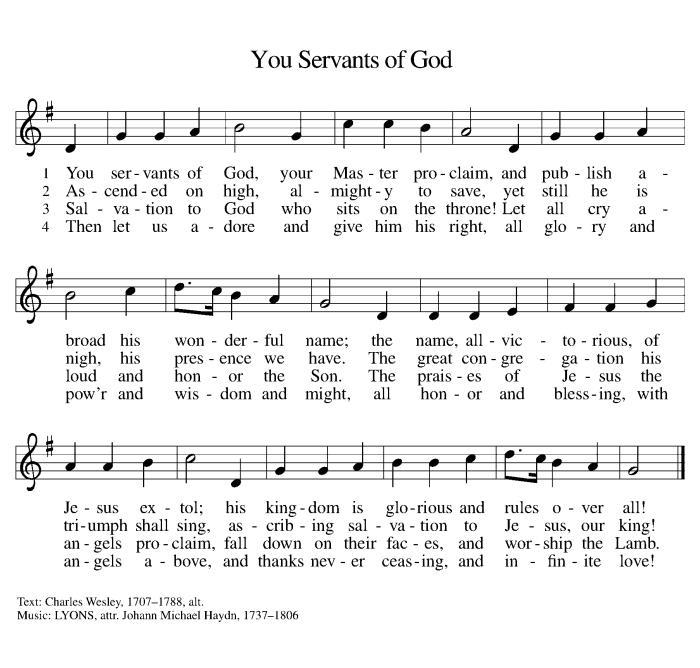 You Servants of God
1 You ser - vants of God, your Mas - ter pro - claim, and pub - lish a -
2 As - cend - ed on high, al - might - y to save, yet still he is
3 Sal - va - tion to God who sits on the throne! Let all cry a -
4 Then let us a - dore and give him his right, all glo - ry and
broad his won - der - ful name; the name, all - vic - to - rious, of
nigh, his pres - ence we have. The great con - gre - ga - tion his
loud and hon - or the Son. The prais - es of Je - sus the
pow'r and wis - dom and might, all hon - or and bless - ing, with
Je - sus ex - tol; his king - dom is glo - rious and rules o - ver all!
tri - umph shall sing, as - crib - ing sal - va - tion to Je - sus, our king!
an - gels pro - claim, fall down on their fac - es, and wor - ship the Lamb.
an - gels a - bove, and thanks nev - er ceas - ing, and in - fin - ite love!
Text: Charles Wesley, 1707–1788, alt.
Music: LYONS, attr. Johann Michael Haydn, 1737–1806